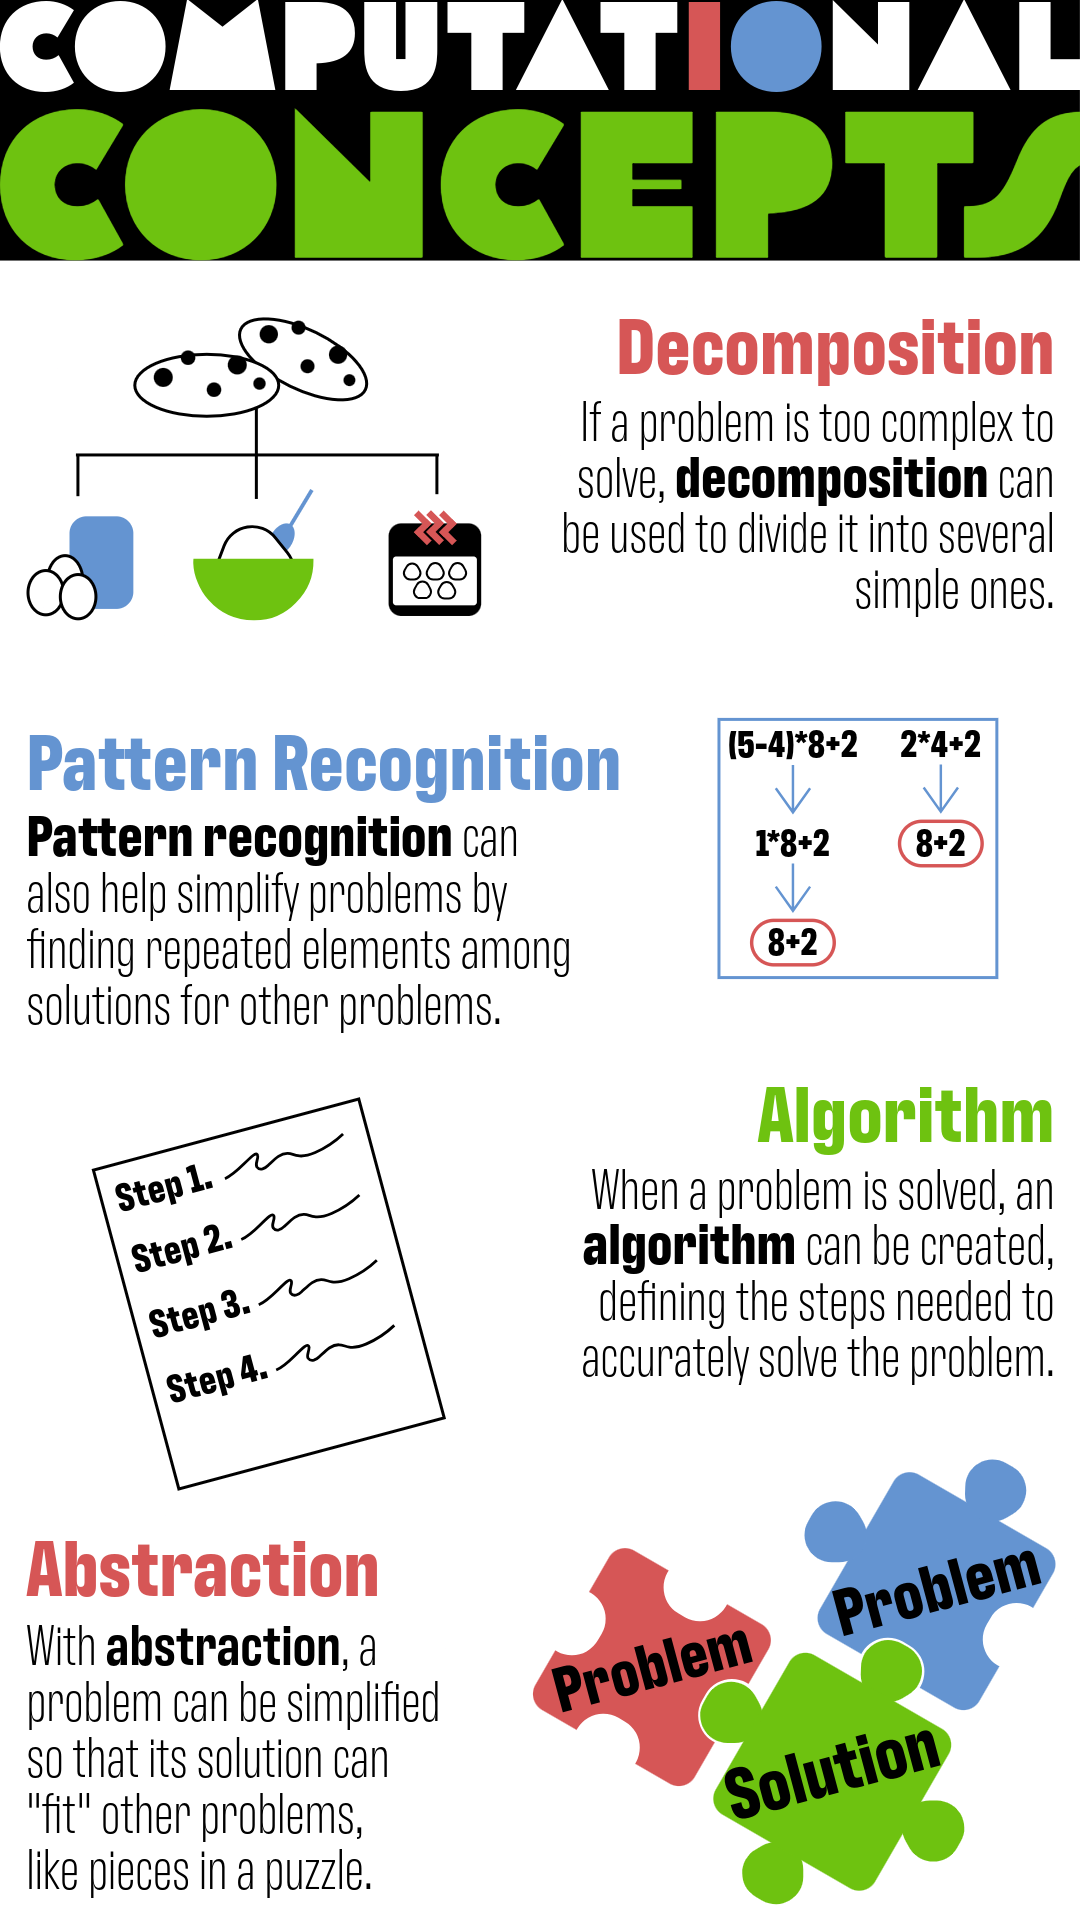 COMPUTATIONAL
CONCEPTS
Decomposition
If a problem is too complex to
solve, decomposition can
be used to divide it into several
simple ones.
Pattern Recognition
Pattern recognition can
also help simplify problems by
finding repeated elements among
solutions for other problems.
(5-4)*8+2
1*8+2
8+2
2*4+2
8+2
Algorithm
When a problem is solved, an
algorithm can be created,
defining the steps needed to
accurately solve the problem.
Step 1.
Step 2.
Step 3.
Step 4.
Abstraction
With abstraction, a
problem can be simplified
so that its solution can
"fit" other problems,
like pieces in a puzzle.
Problem
Problem
Solution